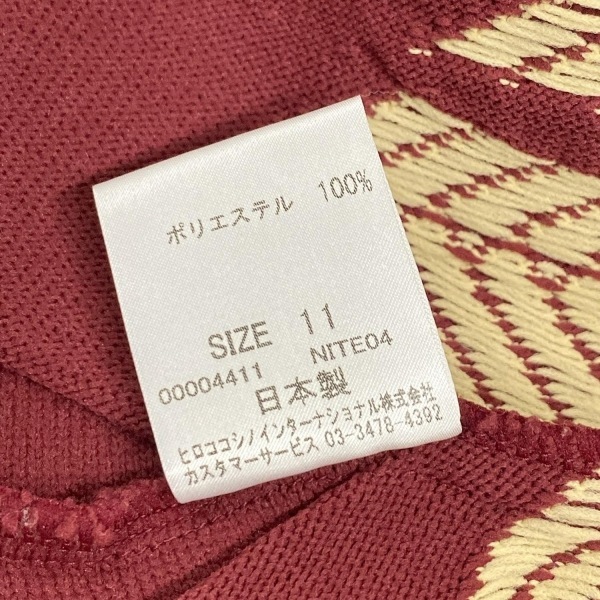 ポリエステル 100%
SIZE 11
00004411 NITE04
日本製
ヒロココシノインターナショナル株式会社
カスタマーサービス 03-3478-4392